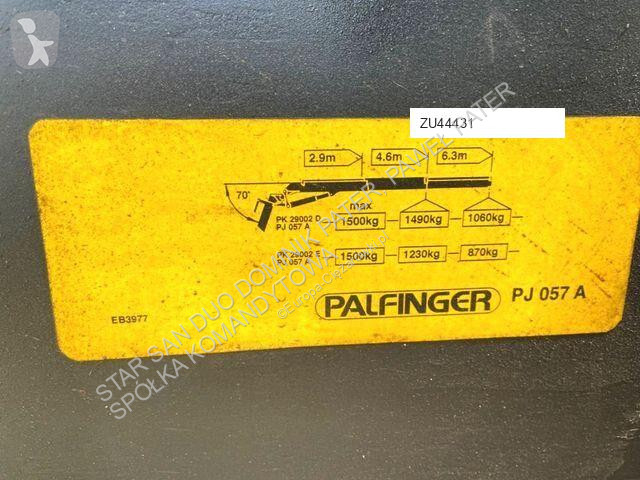 ZU44431
2.9m 4.6m 6.3m
70°
max
PK 29002 D
PJ 057 A
1500kg 1490kg 1060kg
PK 29002 E
PJ 057 A
1500kg 1230kg 870kg
PALFINGER PJ 057 A
EB3977
STAR SAN DUO DOMINIK PATER, PAWEŁ PATER
SPÓŁKA KOMANDYTOWA